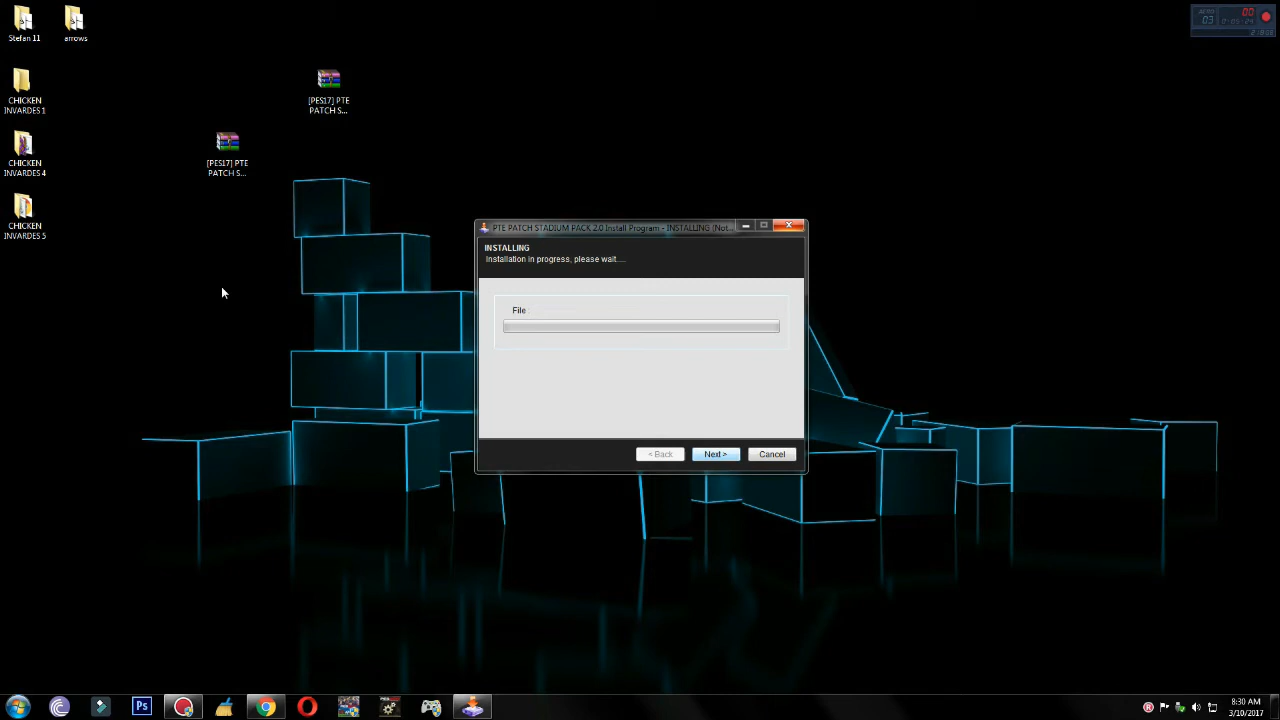 Stefan 11
arrows
CHICKEN
INVARDES 1
[PES17] PTE
PATCH S...
CHICKEN
INVARDES 4
[PES17] PTE
PATCH S...
CHICKEN
INVARDES 5
PTE PATCH STADIUM PACK 2.0 Install Program - INSTALLING (Not...
INSTALLING
Installation in progress, please wait.....
File :
< Back
Next >
Cancel
Ps
8:30 AM
3/10/2017